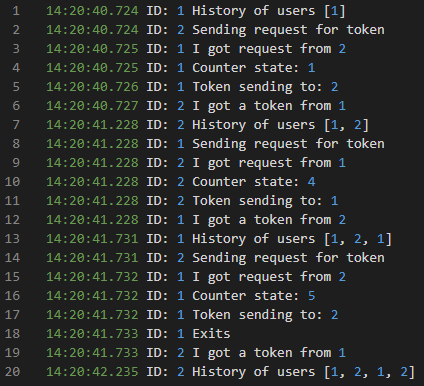 1 14:20:40.724 ID: 1 History of users [1]
2 14:20:40.724 ID: 2 Sending request for token
3 14:20:40.725 ID: 1 I got request from 2
4 14:20:40.725 ID: 1 Counter state: 1
5 14:20:40.726 ID: 1 Token sending to: 2
6 14:20:40.727 ID: 2 I got a token from 1
7 14:20:41.228 ID: 2 History of users [1, 2]
8 14:20:41.228 ID: 1 Sending request for token
9 14:20:41.228 ID: 2 I got request from 1
10 14:20:41.228 ID: 2 Counter state: 4
11 14:20:41.228 ID: 2 Token sending to: 1
12 14:20:41.228 ID: 1 I got a token from 2
13 14:20:41.731 ID: 1 History of users [1, 2, 1]
14 14:20:41.731 ID: 2 Sending request for token
15 14:20:41.732 ID: 1 I got request from 2
16 14:20:41.732 ID: 1 Counter state: 5
17 14:20:41.732 ID: 1 Token sending to: 2
18 14:20:41.733 ID: 1 Exits
19 14:20:41.733 ID: 2 I got a token from 1
20 14:20:42.235 ID: 2 History of users [1, 2, 1, 2]